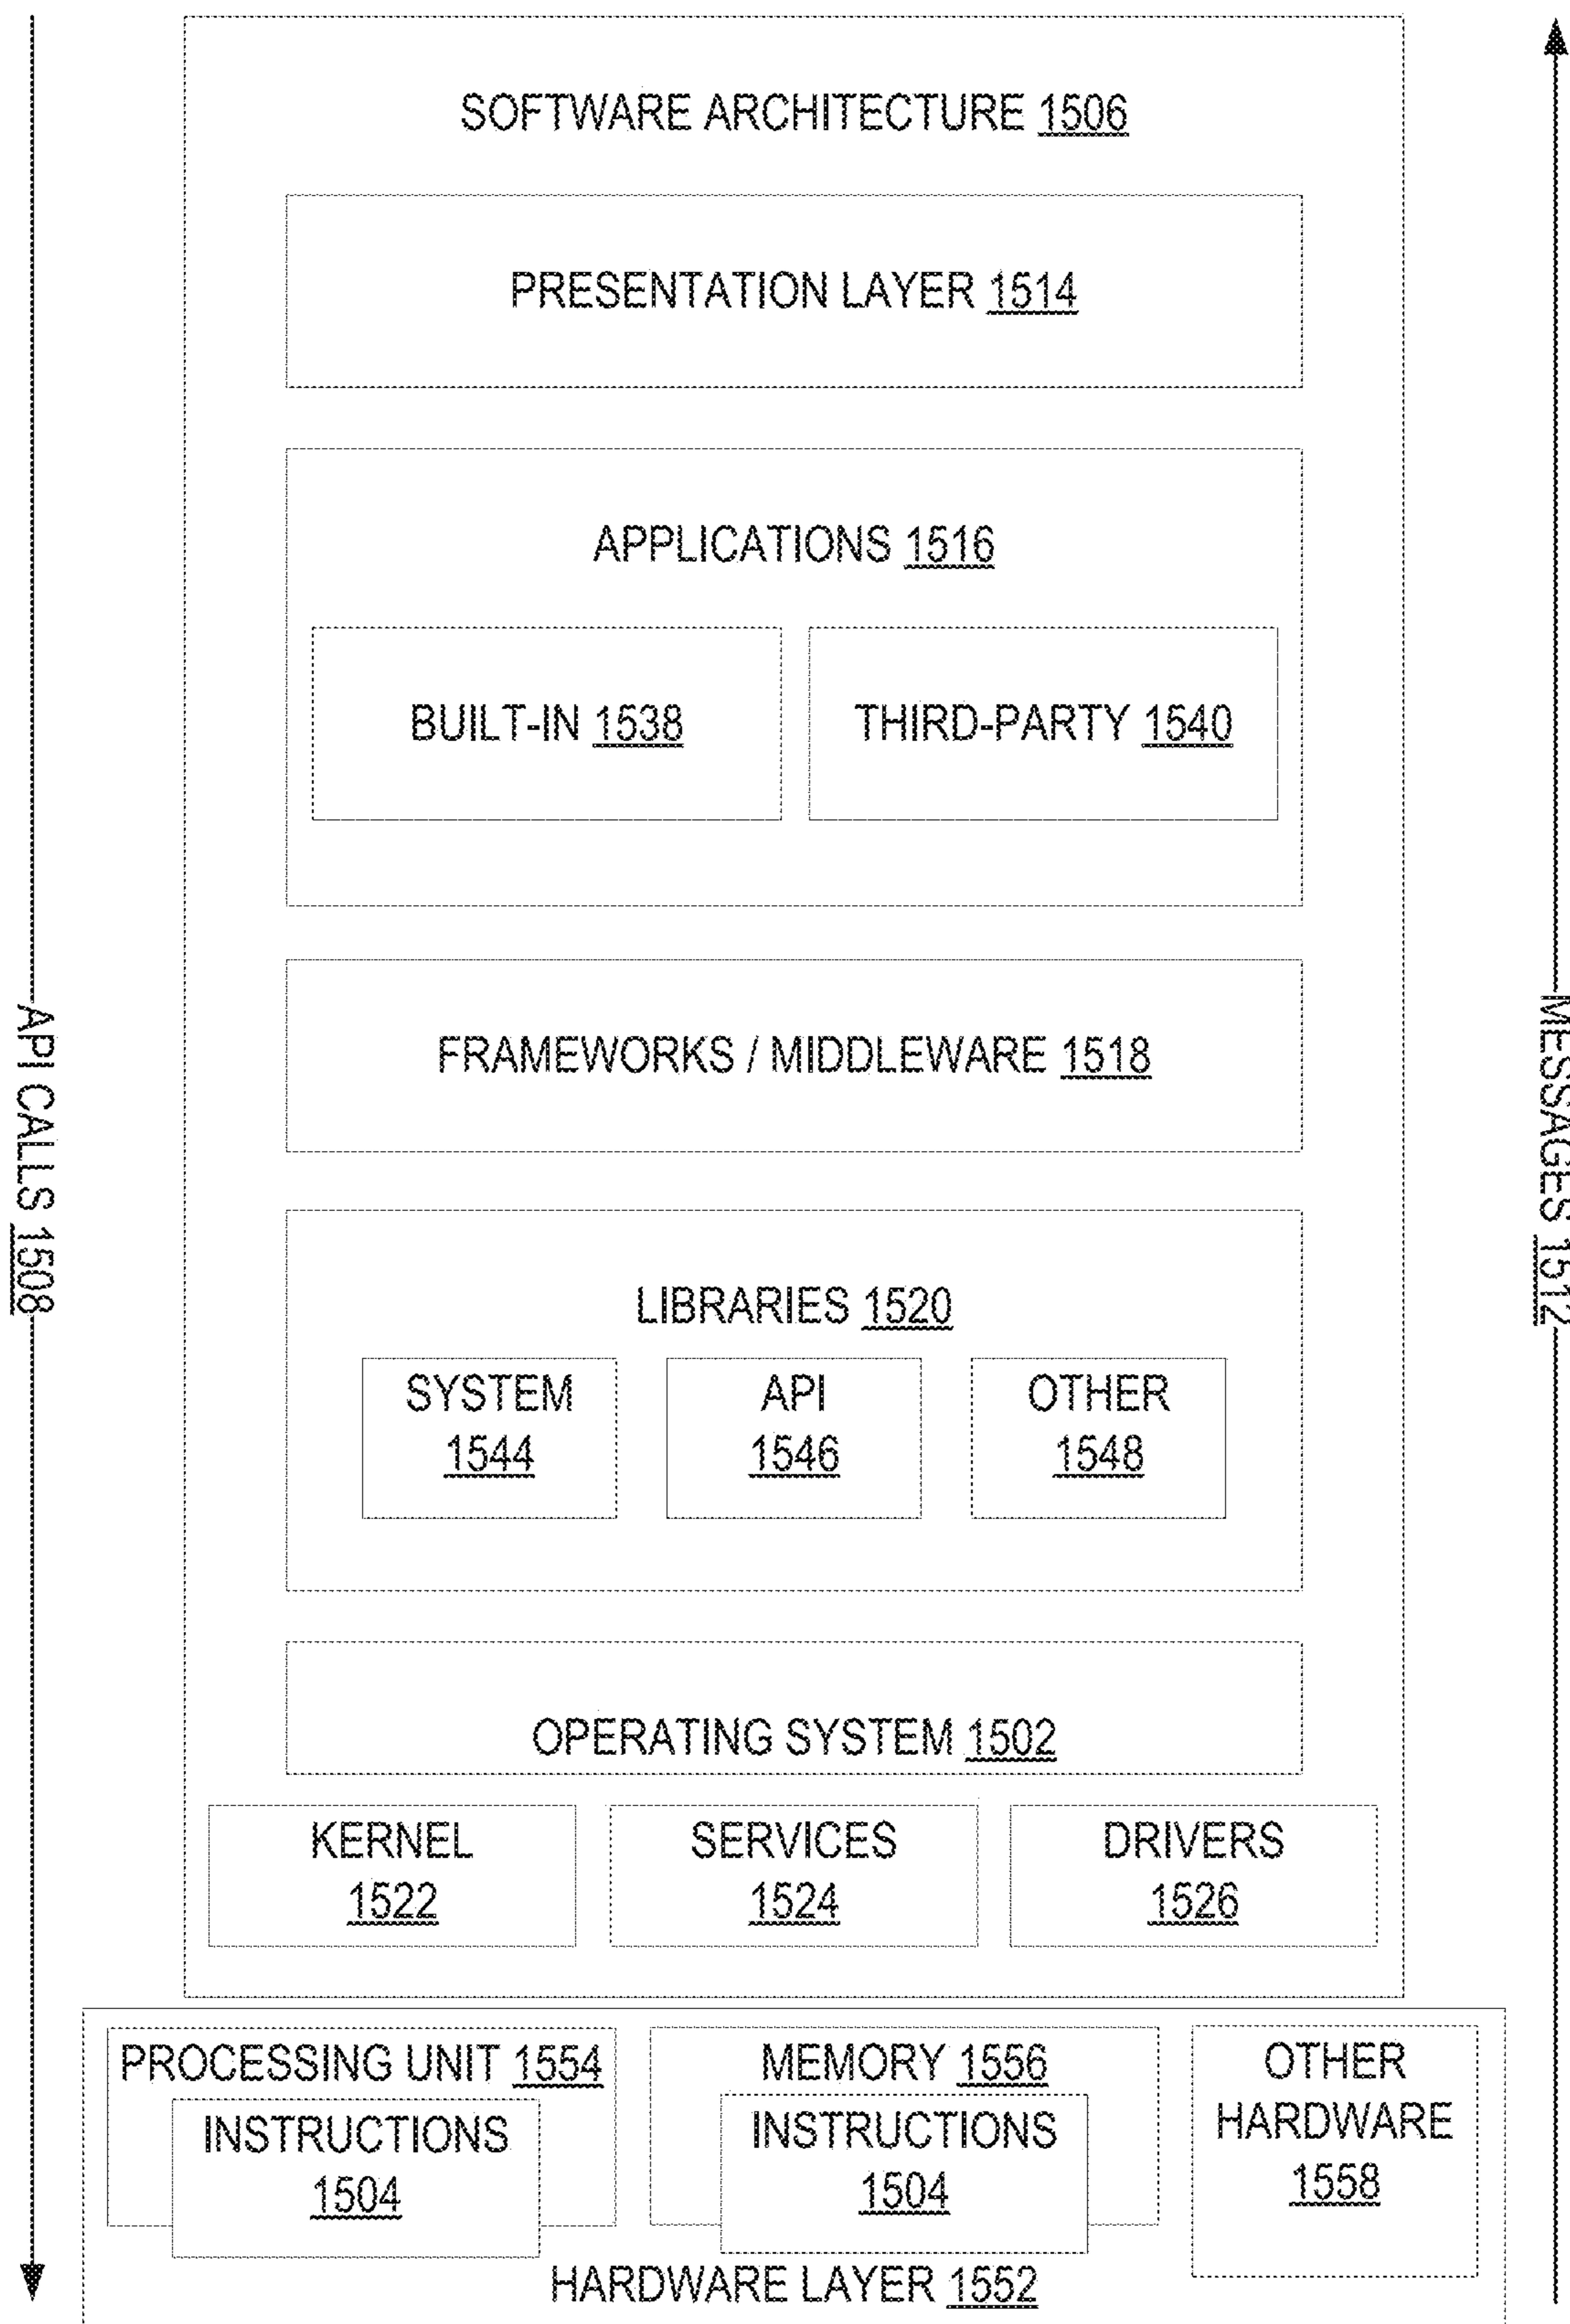 SOFTWARE ARCHITECTURE 1506
PRESENTATION LAYER 1514
APPLICATIONS 1516
BUILT-IN 1538
THIRD-PARTY 1540
FRAMEWORKS / MIDDLEWARE 1518
API CALLS 1508
MESSAGES 1512
LIBRARIES 1520
SYSTEM
1544
API
1546
OTHER
1548
OPERATING SYSTEM 1502
KERNEL
1522
SERVICES
1524
DRIVERS
1526
PROCESSING UNIT 1554
INSTRUCTIONS
1504
MEMORY 1556
INSTRUCTIONS
1504
OTHER
HARDWARE
1558
HARDWARE LAYER 1552